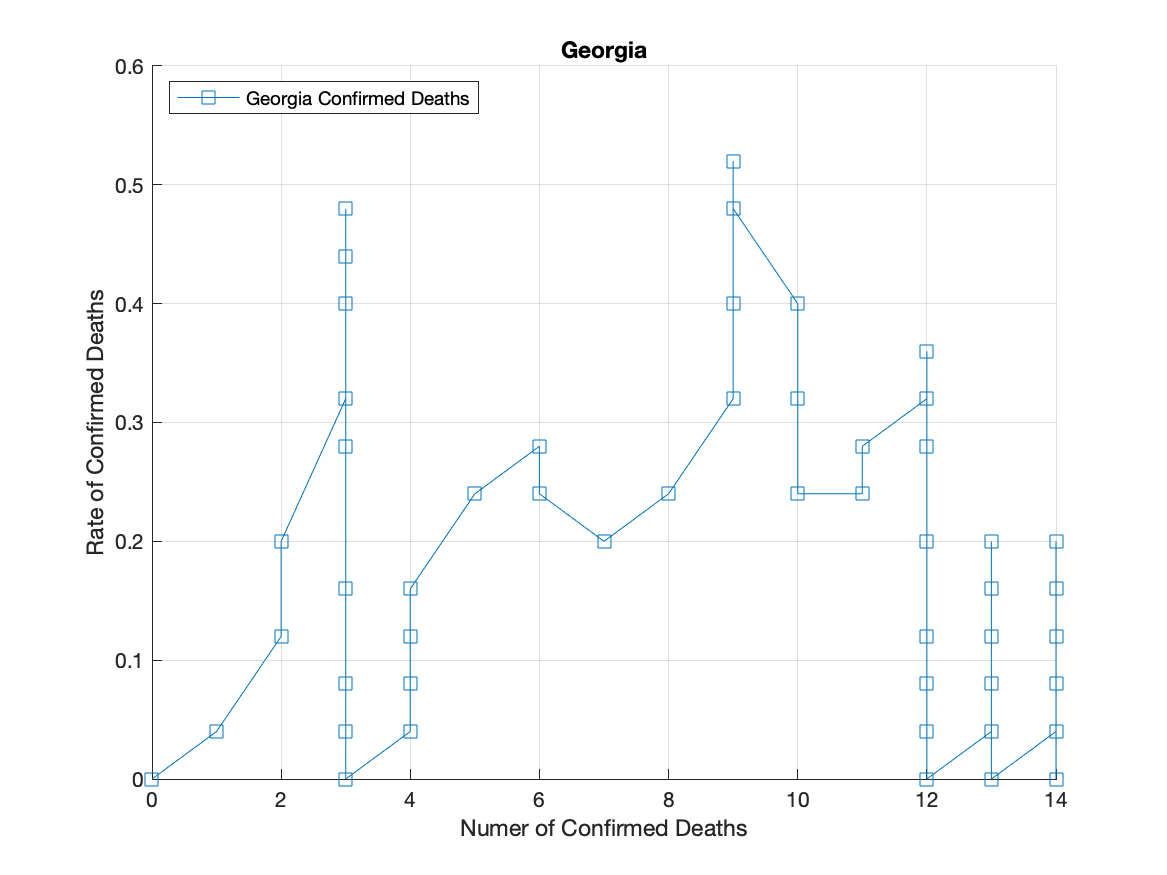 Georgia
Georgia Confirmed Deaths
0.6
0.5
0.4
0.3
0.2
0.1
0
Rate of Confirmed Deaths
0 2 4 6 8 10 12 14
Numer of Confirmed Deaths